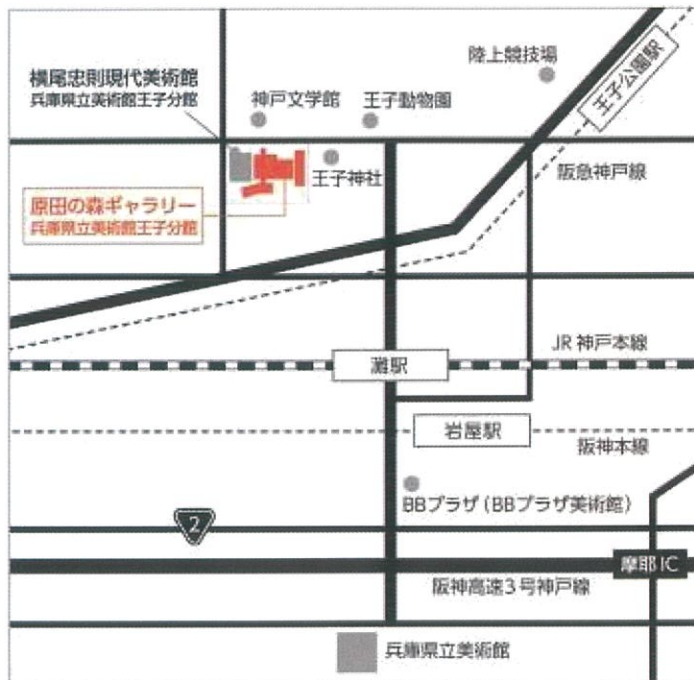 陸上競技場
王子公園駅
横尾忠則現代美術館
兵庫県立美術館王子分館
神戸文学館
王子動物園
王子神社
阪急神戸線
原田の森ギャラリー
兵庫県立美術館王子分館
JR神戸本線
灘駅
岩屋駅
阪神本線
BBプラザ(BBプラザ美術館)
2
摩耶IC
阪神高速3号神戸線
兵庫県立美術館